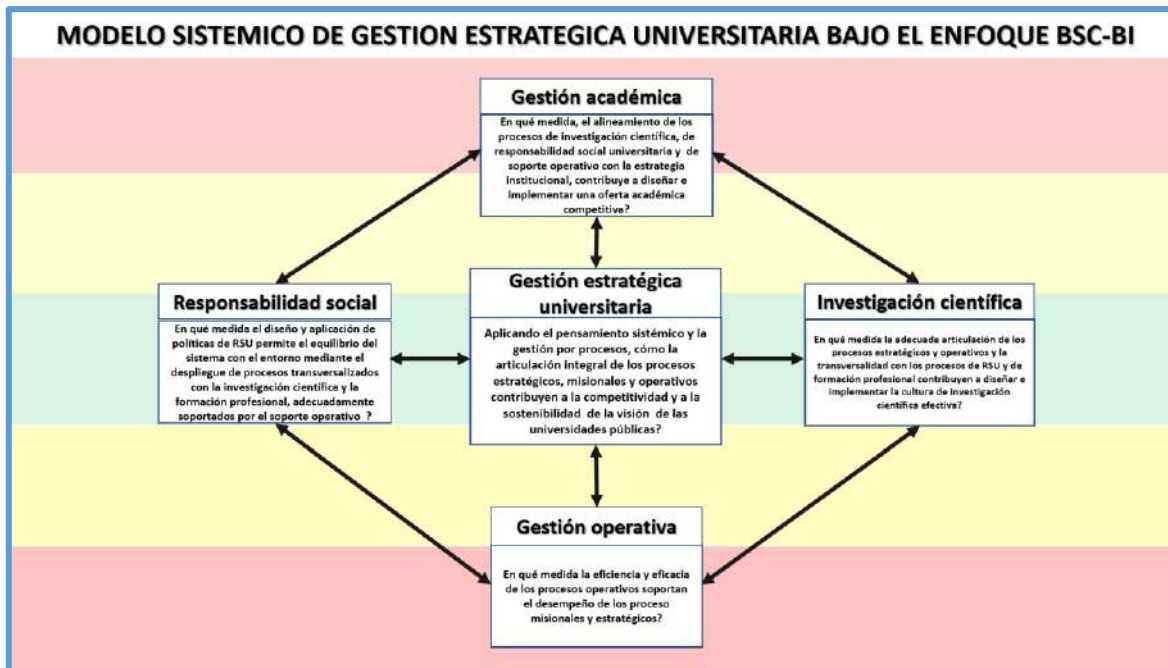 MODELO SISTEMICO DE GESTION ESTRATEGICA UNIVERSITARIA BAJO EL ENFOQUE BSC-BI
Gestión académica
En qué medida, el alineamiento de los
procesos de investigación científica, de
responsabilidad social universitaria y de
soporte operativo con la estrategia
institucional, contribuye a diseñar e
implementar una oferta académica
competitiva?
Responsabilidad social
En qué medida el diseño y aplicación de
políticas de RSU permite el equilibrio del
sistema con el entorno mediante el
despliegue de procesos transversalizados
con la investigación científica y la
formación profesional, adecuadamente
soportados por el soporte operativo ?
Gestión estratégica
universitaria
Aplicando el pensamiento sistémico y la
gestión por procesos, cómo la
articulación integral de los procesos
estratégicos, misionales y operativos
contribuyen a la competitividad y a la
sostenibilidad de la visión de las
universidades públicas?
Investigación científica
En qué medida la adecuada articulación de los
procesos estratégicos y operativos y la
transversalidad con los procesos de RSU y de
formación profesional contribuyen a diseñar e
implementar la cultura de investigación
científica efectiva?
Gestión operativa
En qué medida la eficiencia y eficacia
de los procesos operativos soportan
el desempeño de los proceso
misionales y estratégicos?